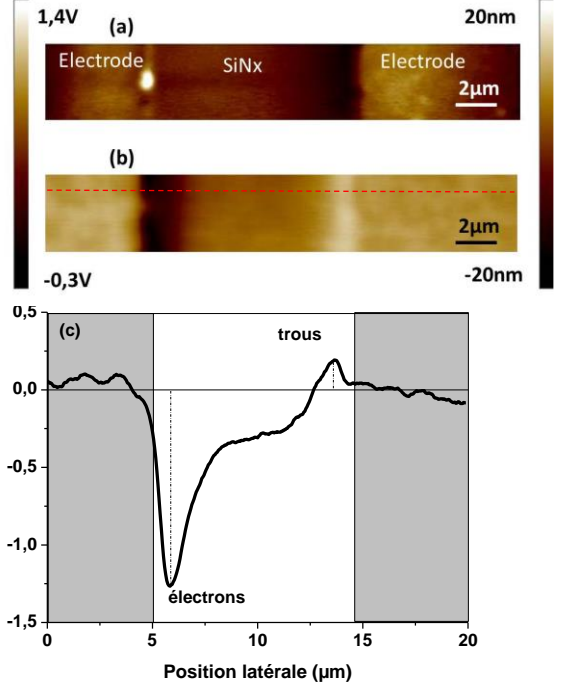 1,4V
20nm
(a)
Electrode
SiNx
Electrode
2µm
(b)
2µm
-0,3V
-20nm
0,5
(c)
trous
0,0
-0,5
-1,0
électrons
-1,5
0 5 10 15 20
Position latérale (µm)